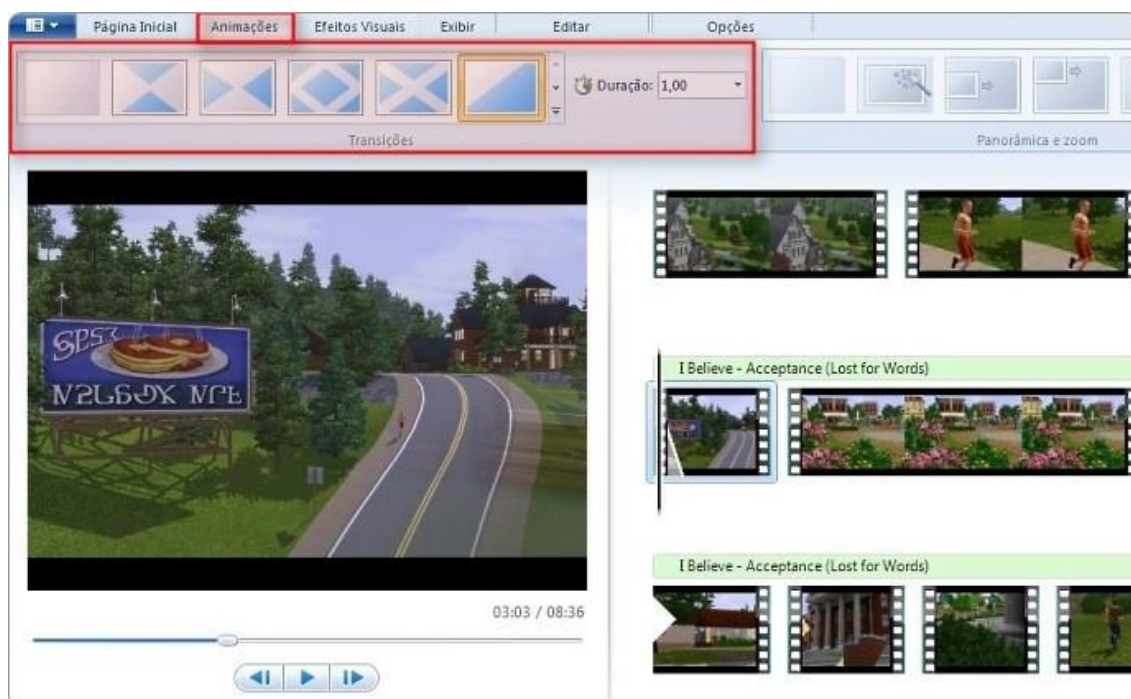 Página Inicial Animações Efeitos Visuais Exibir Editar Opções
Duração: 1,00
Transições Panorâmica e zoom
I Believe - Acceptance (Lost for Words)
03:03 / 08:36
I Believe - Acceptance (Lost for Words)